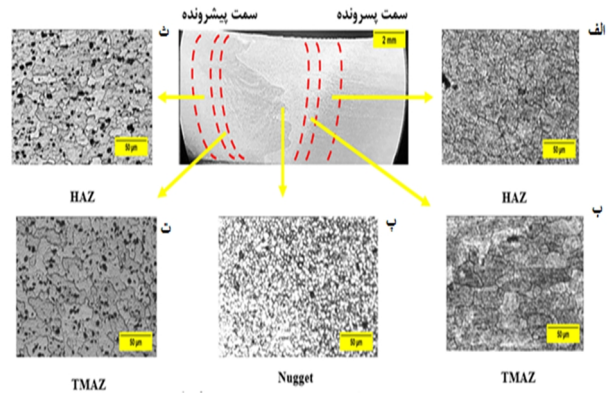 سمت پسرونده
سمت پیشرونده
الف
ث
2 mm
50 µm
50 µm
HAZ
HAZ
ب
پ
ت
50 µm
50 µm
50 µm
TMAZ
Nugget
TMAZ